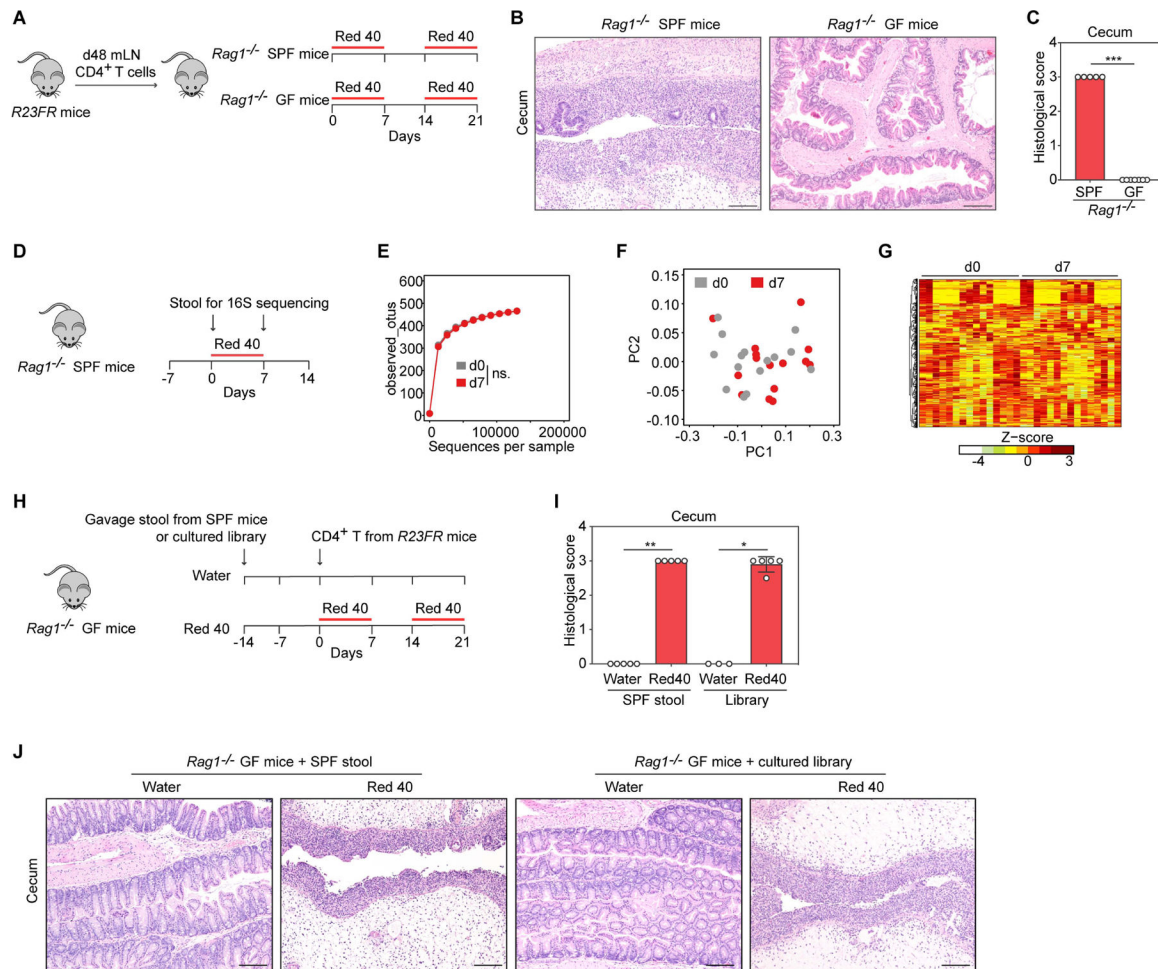 A
d48 mLN
CD4+ T cells
R23FR mice
Red 40 Red 40
Rag1-/- SPF mice
Rag1-/- GF mice
0 7 14 21
Days
B
Rag1-/- SPF mice Rag1-/- GF mice
Cecum
C
Cecum
***
Histological score
4
3
2
1
0
SPF GF
Rag1-/-
D
Stool for 16S sequencing
Red 40
Rag1-/- SPF mice
-7 0 7 14
Days
E
observed_otus
600
500
400
300
200
100
0
d0
d7
ns.
0 100000 200000
Sequences per sample
F
d0 d7
PC2
0.15
0.10
0.05
0.00
-0.05
-0.10
-0.3 -0.1 0.1 0.3
PC1
G
d0 d7
Z-score
-4 0 3
H
Gavage stool from SPF mice
or cultured library
CD4+ T from R23FR mice
Water
Red 40 Red 40
Rag1-/- GF mice
Red 40
-14 -7 0 7 14 21
Days
I
Cecum
** *
Histological score
4
3
2
1
0
Water Red40 Water Red40
SPF stool Library
J
Rag1-/- GF mice + SPF stool Rag1-/- GF mice + cultured library
Water Red 40 Water Red 40
Cecum